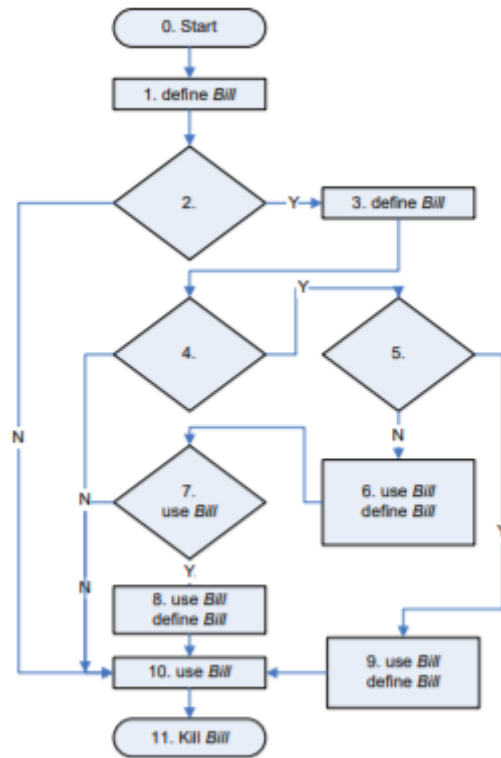 0. Start
1. define Bill
2.
Y
3. define Bill
Y
4.
5.
N
N
7.
use Bill
6. use Bill
define Bill
N
Y
Y
N
8. use Bill
define Bill
9. use Bill
define Bill
10. use Bill
11. Kill Bill